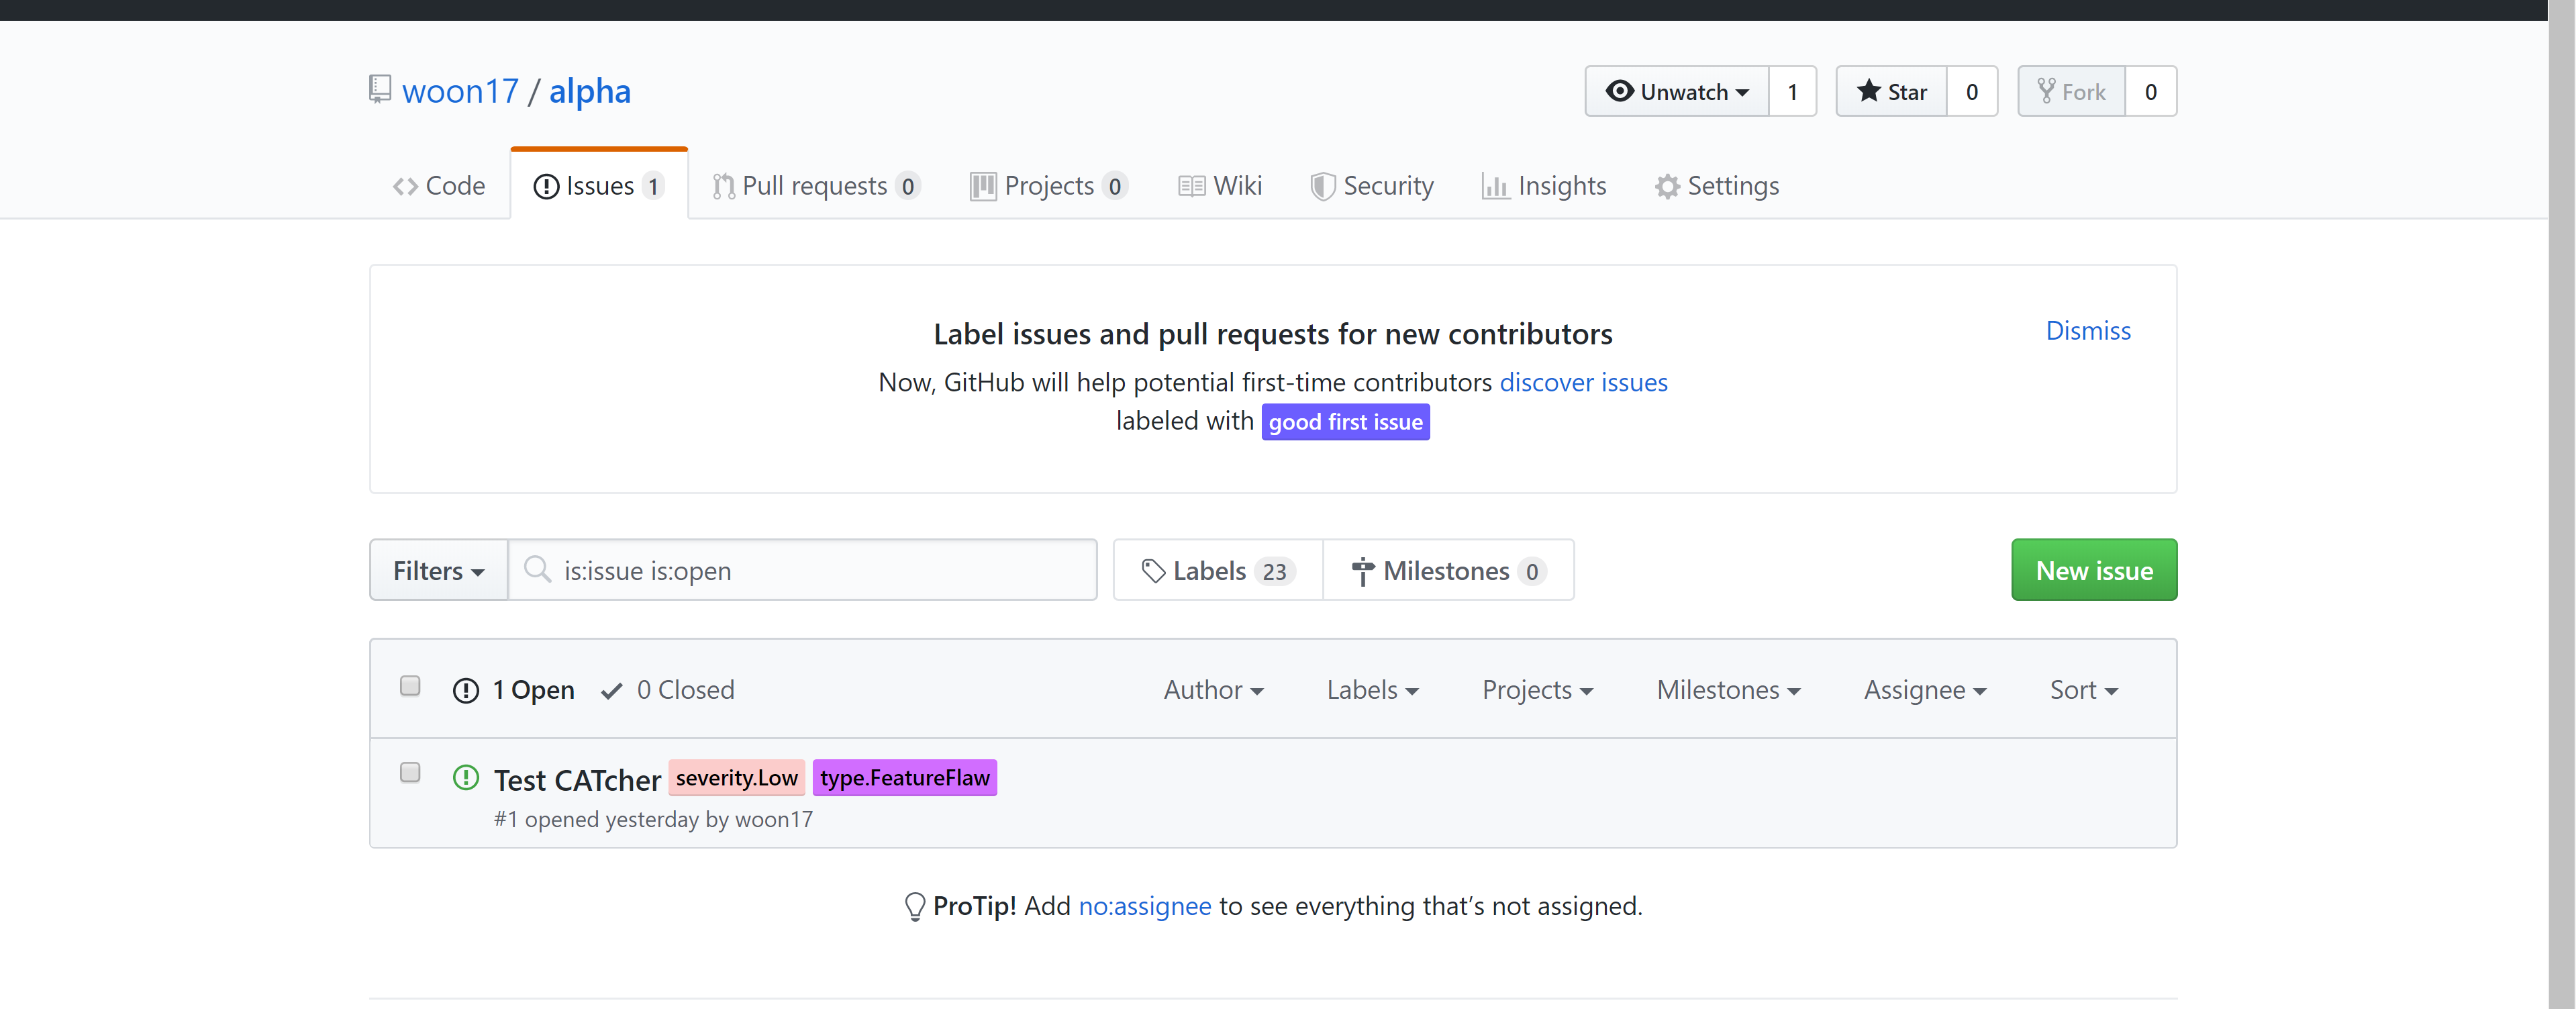 woon17 / alpha
Unwatch 1 Star 0 Fork 0
Code Issues 1 Pull requests 0 Projects 0 Wiki Security Insights Settings
Label issues and pull requests for new contributors
Dismiss
Now, GitHub will help potential first-time contributors discover issues
labeled with good first issue
Filters is:issue is:open Labels 23 Milestones 0 New issue
1 Open 0 Closed Author Labels Projects Milestones Assignee Sort
Test CATcher severity.Low type.FeatureFlaw
#1 opened yesterday by woon17
ProTip! Add no:assignee to see everything that’s not assigned.